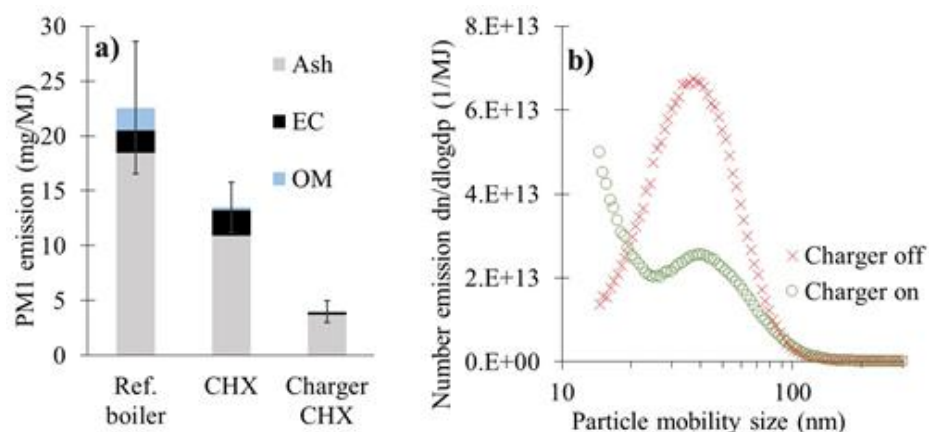 a)
PM1 emission (mg/MJ)
30
25
20
15
10
5
0
Ash
EC
OM
Ref.
boiler
CHX
Charger
CHX
b)
Number emission dn/dlogdp (1/MJ)
8.E+13
6.E+13
4.E+13
2.E+13
0.E+00
Charger off
Charger on
10
100
Particle mobility size (nm)